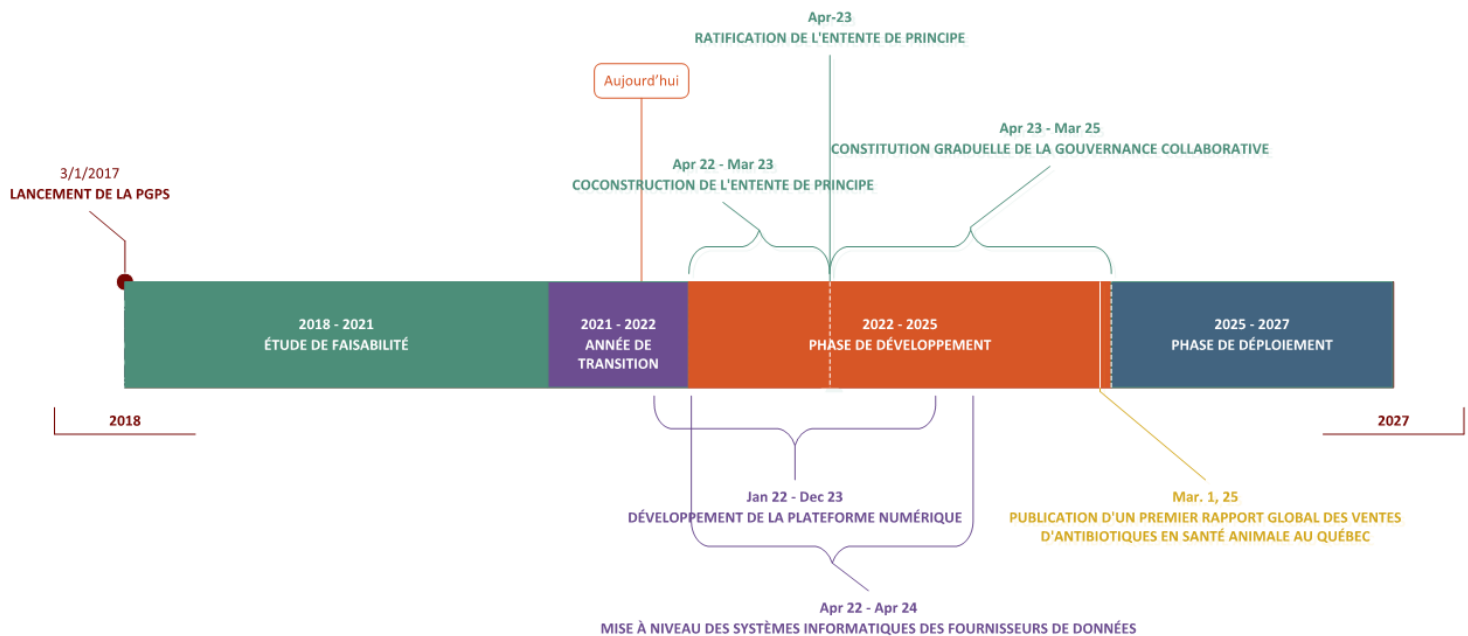 Apr-23
RATIFICATION DE L'ENTENTE DE PRINCIPE
Aujourd'hui
Apr 23 - Mar 25
CONSTITUTION GRADUELLE DE LA GOUVERNANCE COLLABORATIVE
Apr 22 - Mar 23
COCONSTRUCTION DE L'ENTENTE DE PRINCIPE
3/1/2017
LANCEMENT DE LA PGPS
2018 - 2021
ÉTUDE DE FAISABILITÉ
2021 - 2022
ANNÉE DE
TRANSITION
2022 - 2025
PHASE DE DÉVELOPPEMENT
2025 - 2027
PHASE DE DÉPLOIEMENT
2018
2027
Jan 22 - Dec 23
DÉVELOPPEMENT DE LA PLATEFORME NUMÉRIQUE
Mar. 1, 25
PUBLICATION D'UN PREMIER RAPPORT GLOBAL DES VENTES
D'ANTIBIOTIQUES EN SANTÉ ANIMALE AU QUÉBEC
Apr 22 - Apr 24
MISE À NIVEAU DES SYSTÈMES INFORMATIQUES DES FOURNISSEURS DE DONNÉES